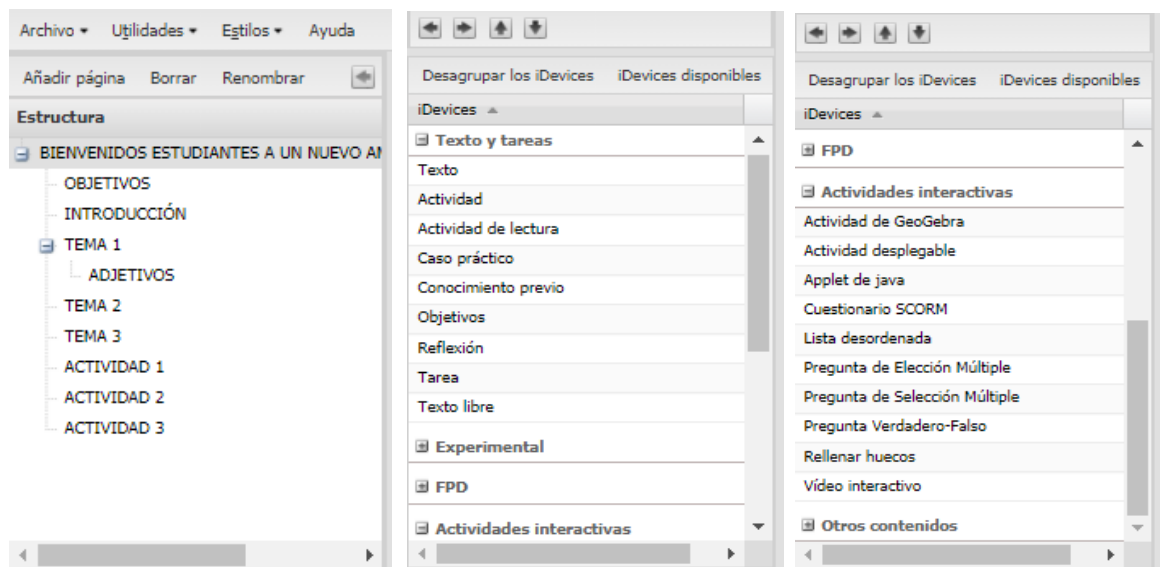 Archivo Utilidades Estilos Ayuda
Añadir página Borrar Renombrar
Estructura
BIENVENIDOS ESTUDIANTES A UN NUEVO
OBJETIVOS
INTRODUCCIÓN
TEMA 1
ADJETIVOS
TEMA 2
TEMA 3
ACTIVIDAD 1
ACTIVIDAD 2
ACTIVIDAD 3
Desagrupar los iDevices iDevices disponibles
iDevices
Texto y tareas
Texto
Actividad
Actividad de lectura
Caso práctico
Conocimiento previo
Objetivos
Reflexión
Tarea
Texto libre
Experimental
FPD
Actividades interactivas
Desagrupar los iDevices iDevices disponibles
iDevices
FPD
Actividades interactivas
Actividad de GeoGebra
Actividad desplegable
Applet de java
Cuestionario SCORM
Lista desordenada
Pregunta de Elección Múltiple
Pregunta de Selección Múltiple
Pregunta Verdadero-Falso
Rellenar huecos
Vídeo interactivo
Otros contenidos